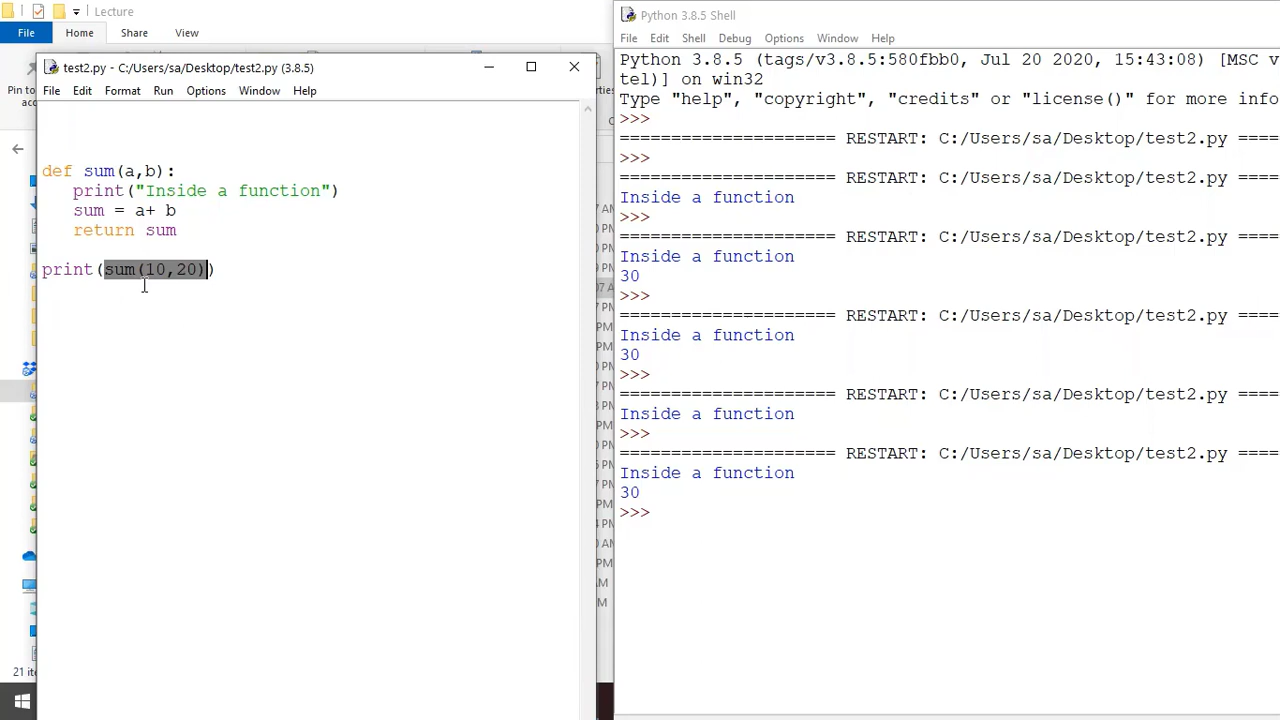 Lecture
File Home Share View
Pin to
test2.py - C:/Users/sa/Desktop/test2.py (3.8.5)
File Edit Format Run Options Window Help
def sum(a,b):
print("Inside a function")
sum = a+ b
return sum
print(sum(10,20))
21
Python 3.8.5 Shell
File Edit Shell Debug Options Window Help
Python 3.8.5 (tags/v3.8.5:580fbb0, Jul 20 2020, 15:43:08) [MSC v
tel)] on win32
Type "help", "copyright", "credits" or "license()" for more info
>>>
===================== RESTART: C:/Users/sa/Desktop/test2.py ====
>>>
===================== RESTART: C:/Users/sa/Desktop/test2.py ====
Inside a function
>>>
===================== RESTART: C:/Users/sa/Desktop/test2.py ====
Inside a function
30
>>>
===================== RESTART: C:/Users/sa/Desktop/test2.py ====
Inside a function
30
>>>
===================== RESTART: C:/Users/sa/Desktop/test2.py ====
Inside a function
>>>
===================== RESTART: C:/Users/sa/Desktop/test2.py ====
Inside a function
30
>>>